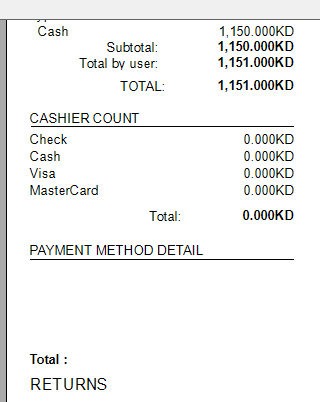 Cash 1,150.000KD
Subtotal: 1,150.000KD
Total by user: 1,151.000KD
TOTAL: 1,151.000KD
CASHIER COUNT
Check 0.000KD
Cash 0.000KD
Visa 0.000KD
MasterCard 0.000KD
Total: 0.000KD
PAYMENT METHOD DETAIL
Total :
RETURNS